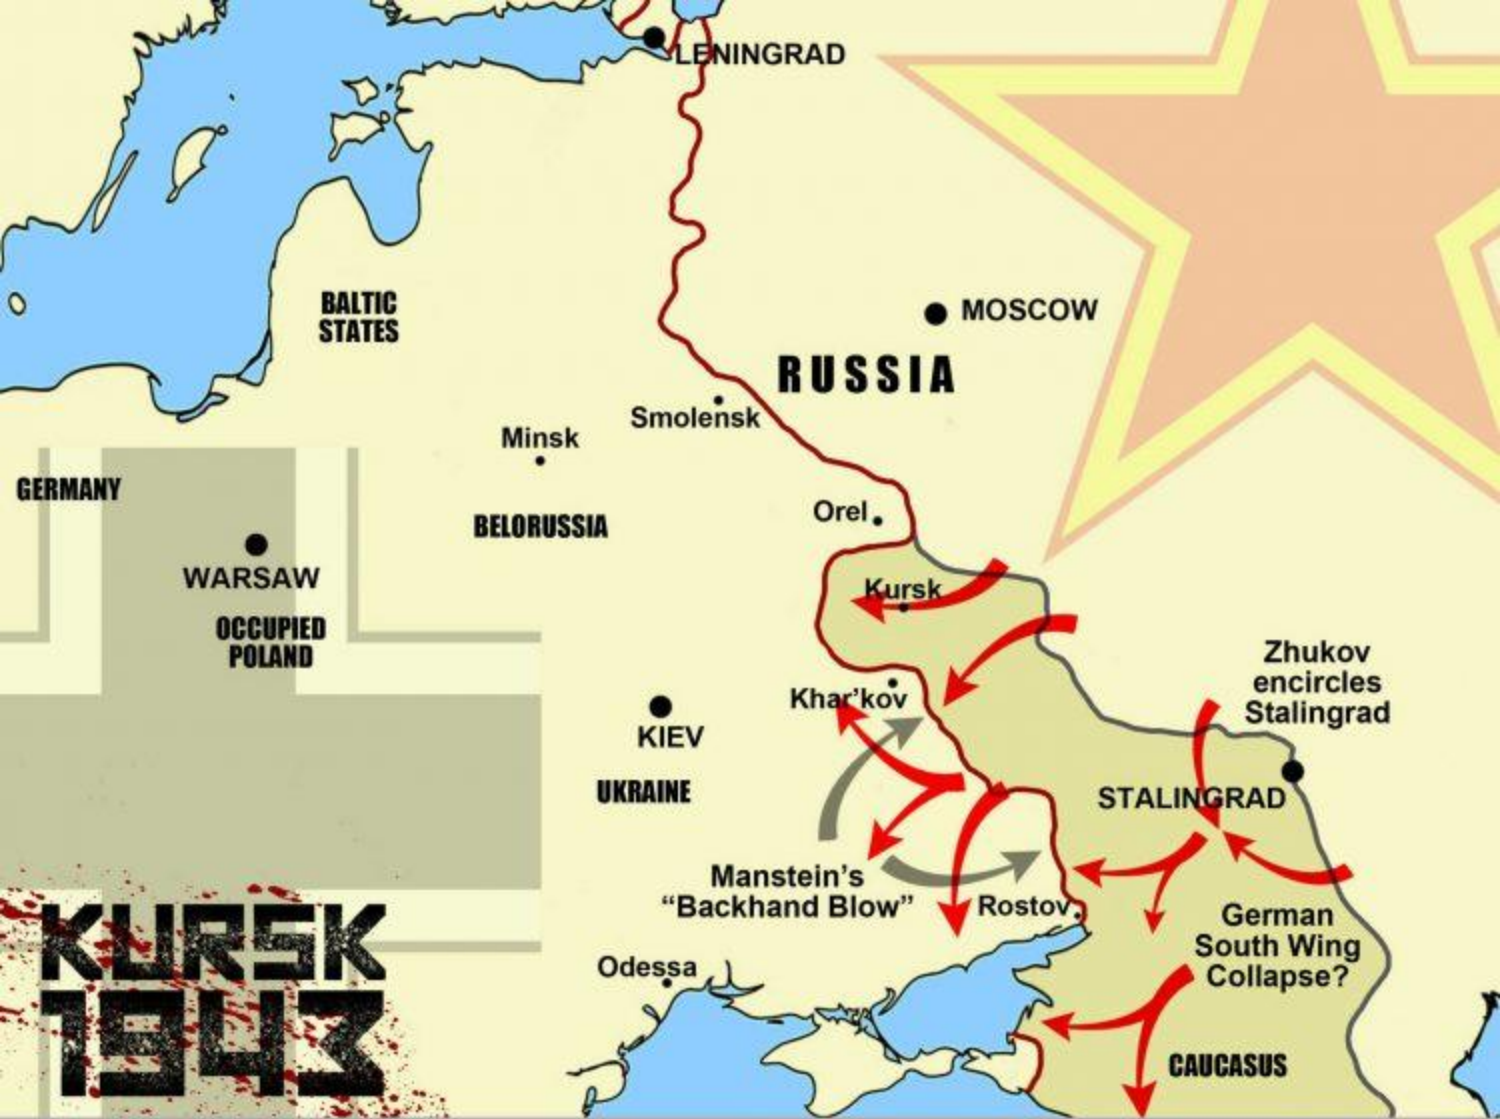 LENINGRAD
BALTIC
STATES
MOSCOW
RUSSIA
Smolensk
Minsk
GERMANY
Orel
BELORUSSIA
WARSAW
Kursk
OCCUPIED
POLAND
Zhukov
encircles
Stalingrad
Khar'kov
KIEV
UKRAINE
STALINGRAD
Manstein's
“Backhand Blow”
Rostov
German
South Wing
Collapse?
Odessa
CAUCASUS
KURSK
1943